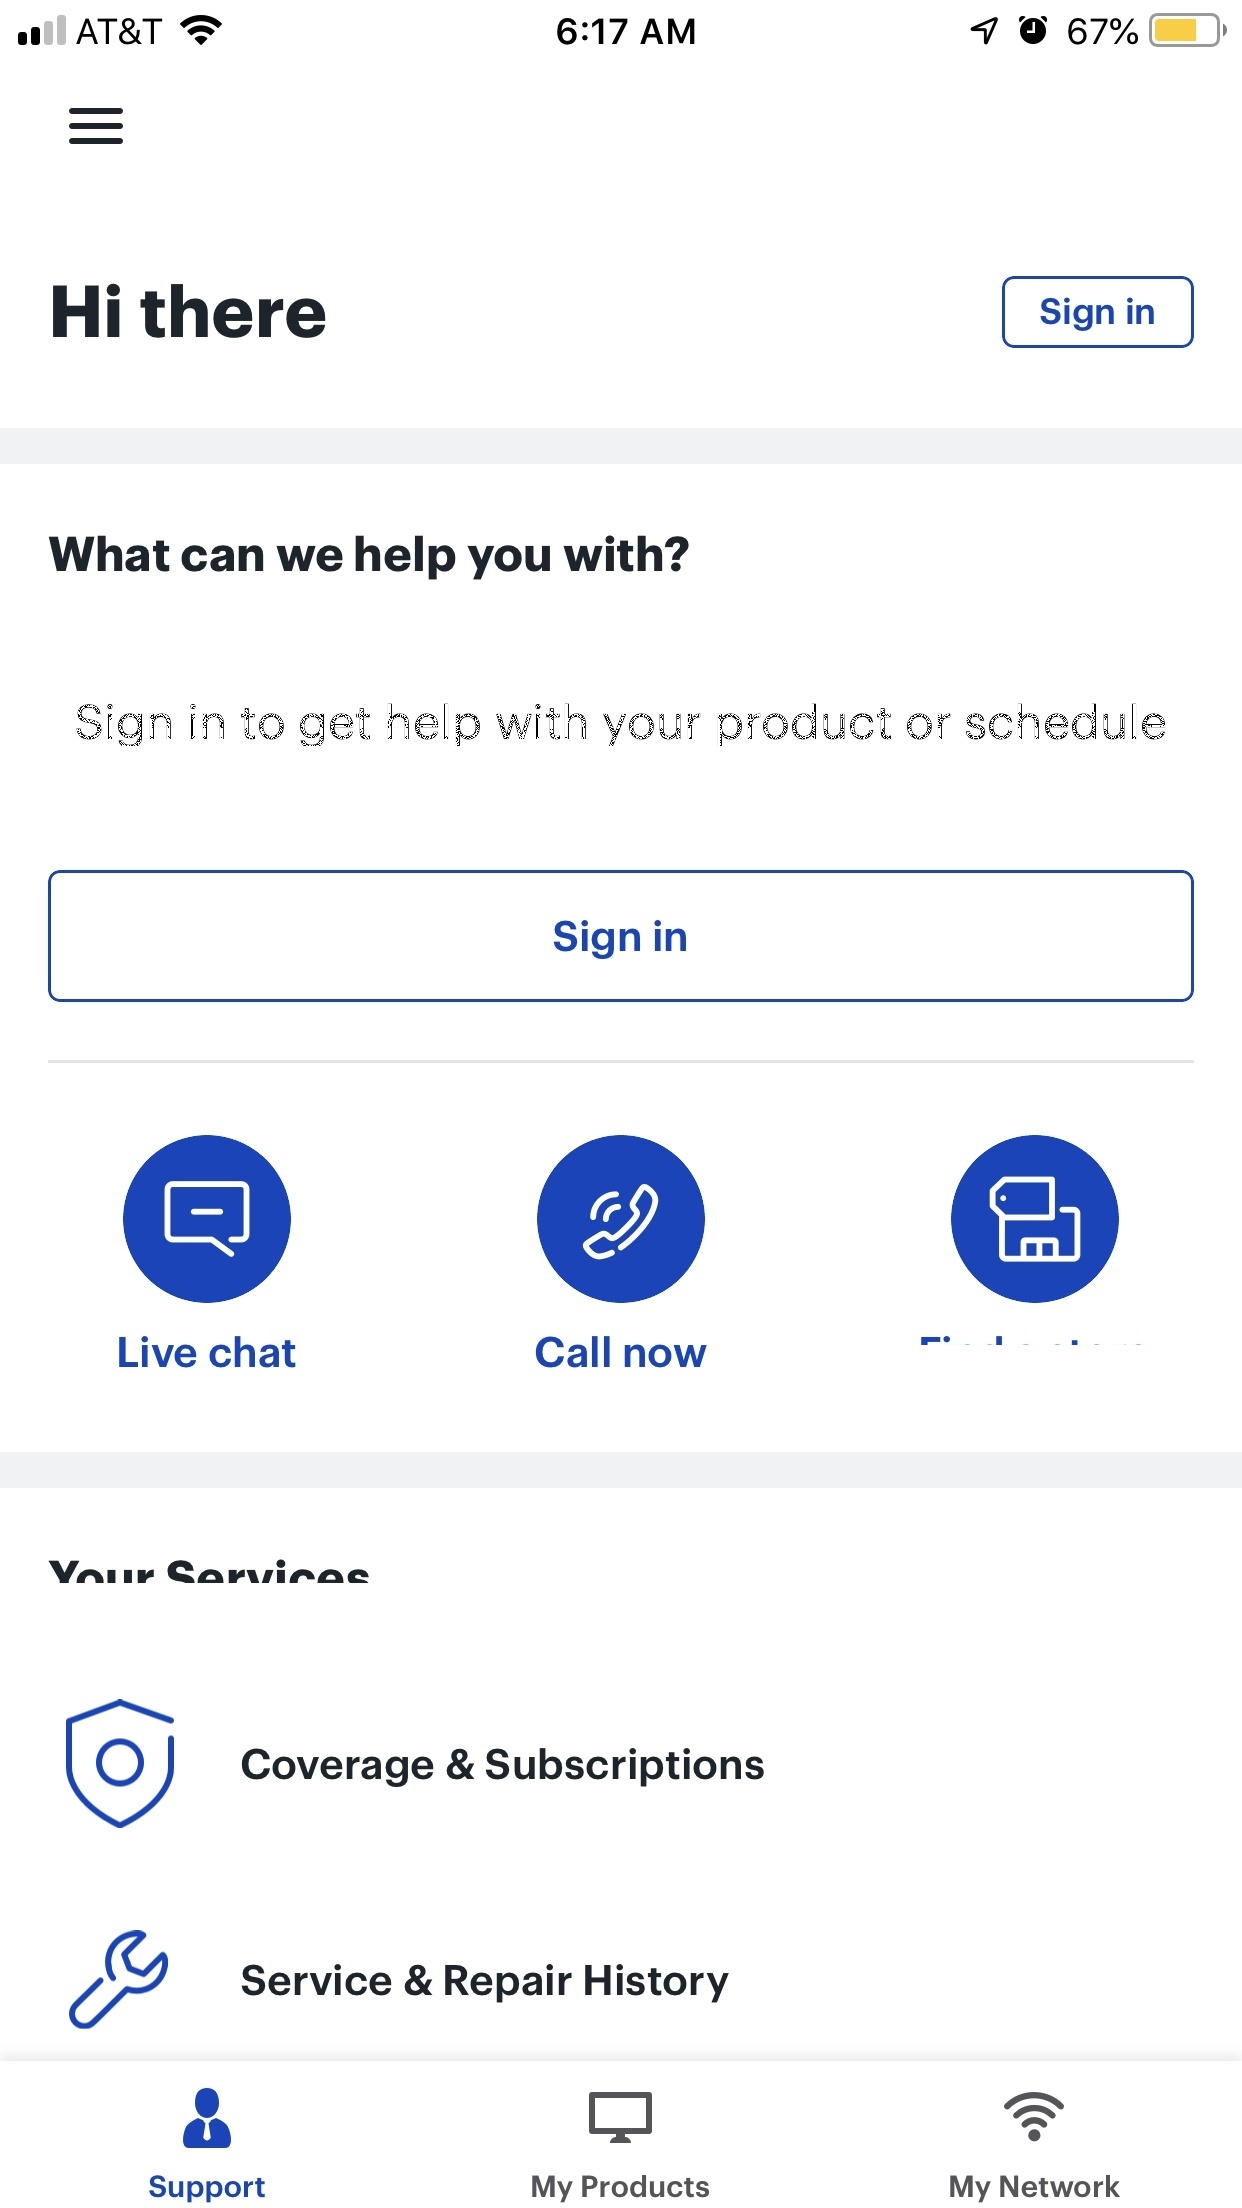 AT&T 6:17 AM 67%
Hi there
Sign in
What can we help you with?
Sign in to get help with your product or schedule
Sign in
Live chat Call now Find a store
Your Services
Coverage & Subscriptions
Service & Repair History
Support My Products My Network